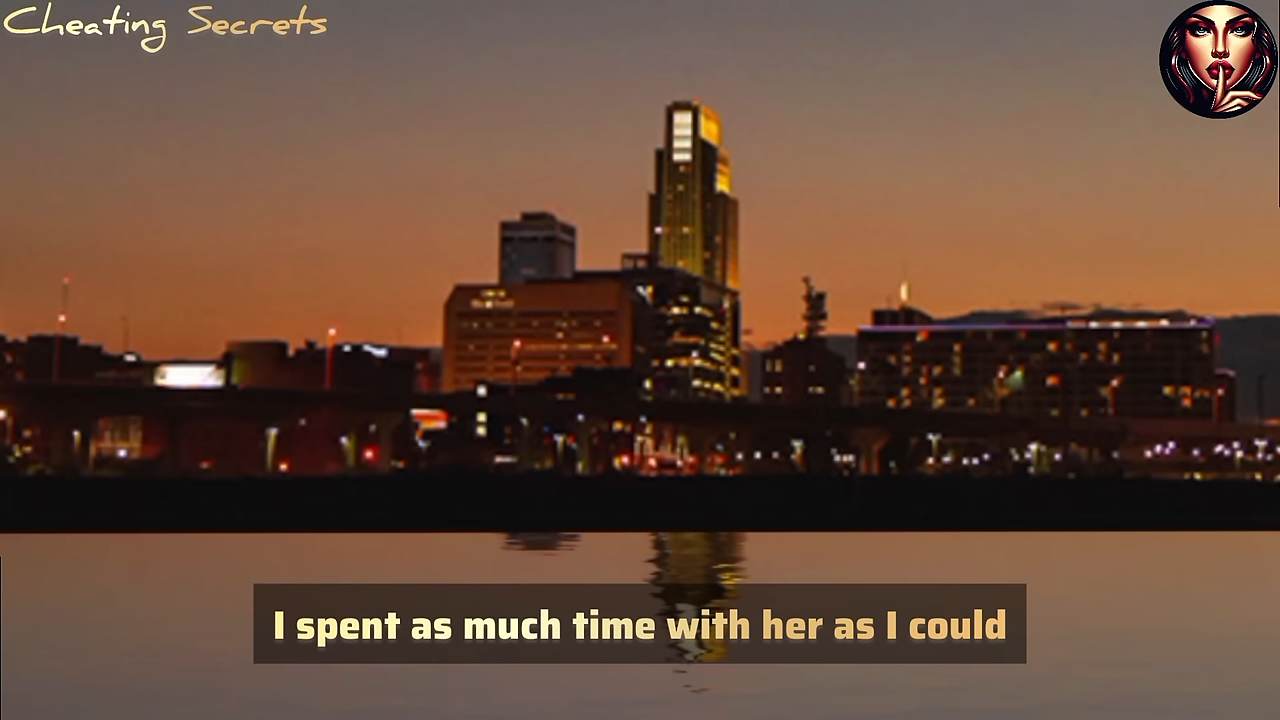 Cheating Secrets
I spent as much time with her as I could